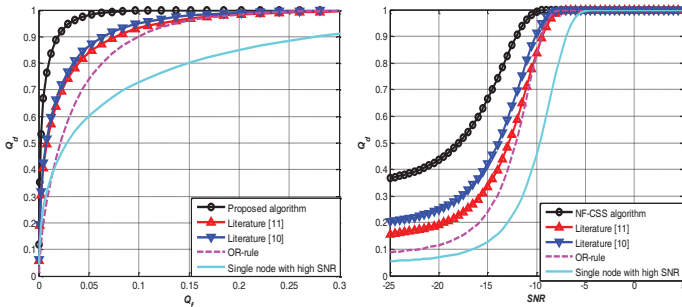 1
0.9
0.8
0.7
0.6
0.5
0.4
0.3
0.2
0.1
0
Q_d
0 0.05 0.1 0.15 0.2 0.25 0.3
Q_f
Proposed algorithm
Literature [11]
Literature [10]
OR-rule
Single node with high SNR
1
0.9
0.8
0.7
0.6
0.5
0.4
0.3
0.2
0.1
0
Q_d
-25 -20 -15 -10 -5 0 5
SNR
NF-CSS algorithm
Literature [11]
Literature [10]
OR-rule
Single node with high SNR